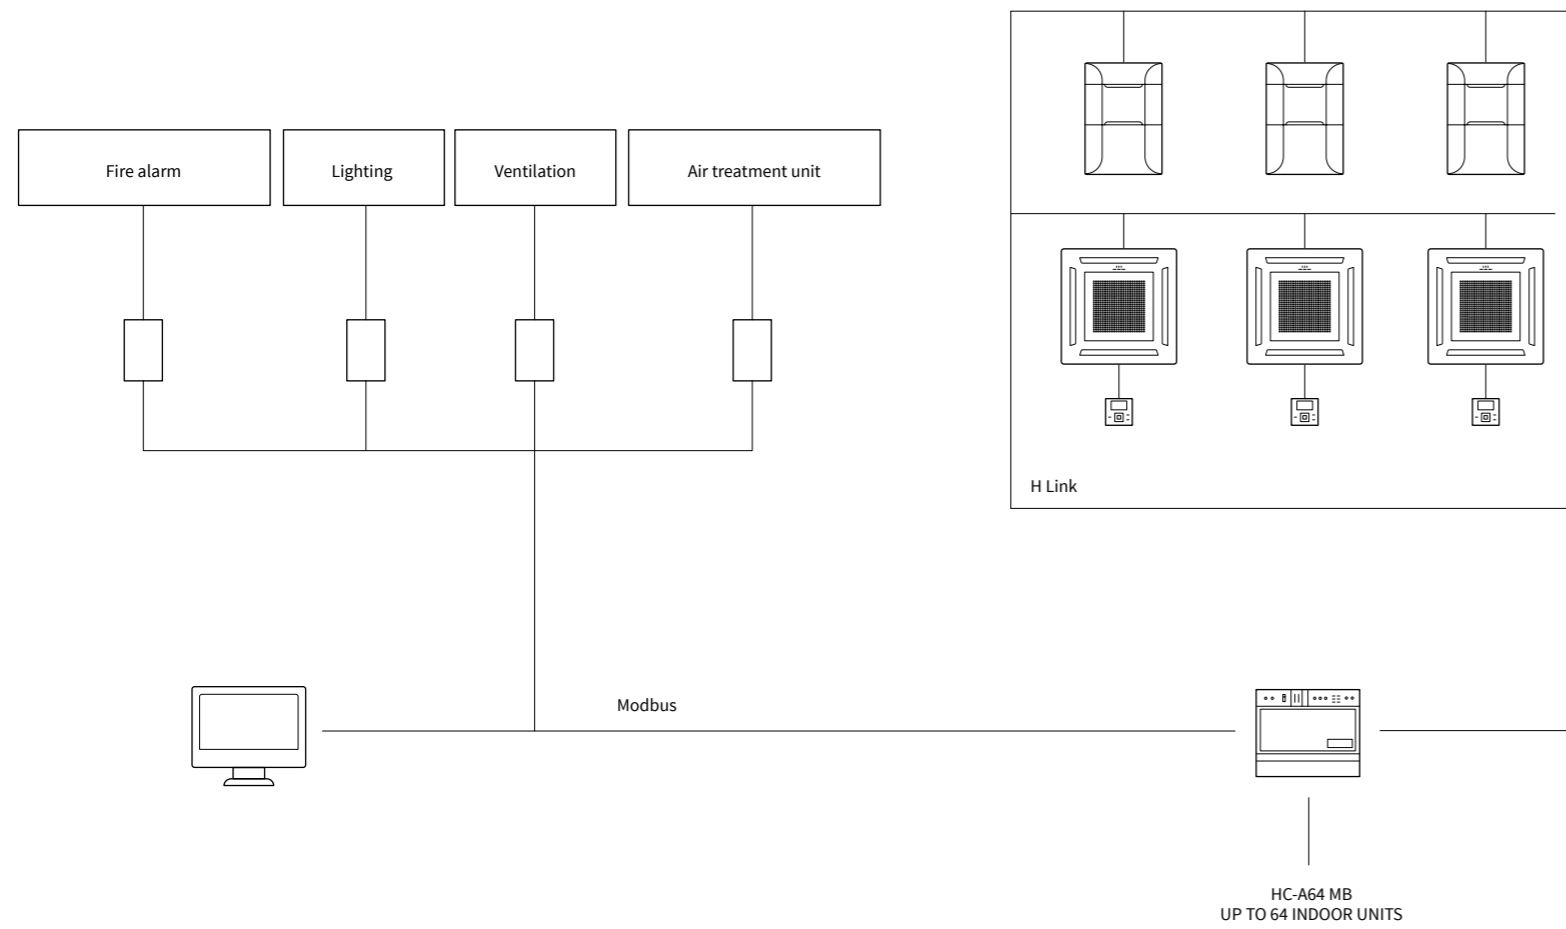 Fire alarm
Lighting
Ventilation
Air treatment unit
H Link
Modbus
HC-A64 MB
UP TO 64 INDOOR UNITS